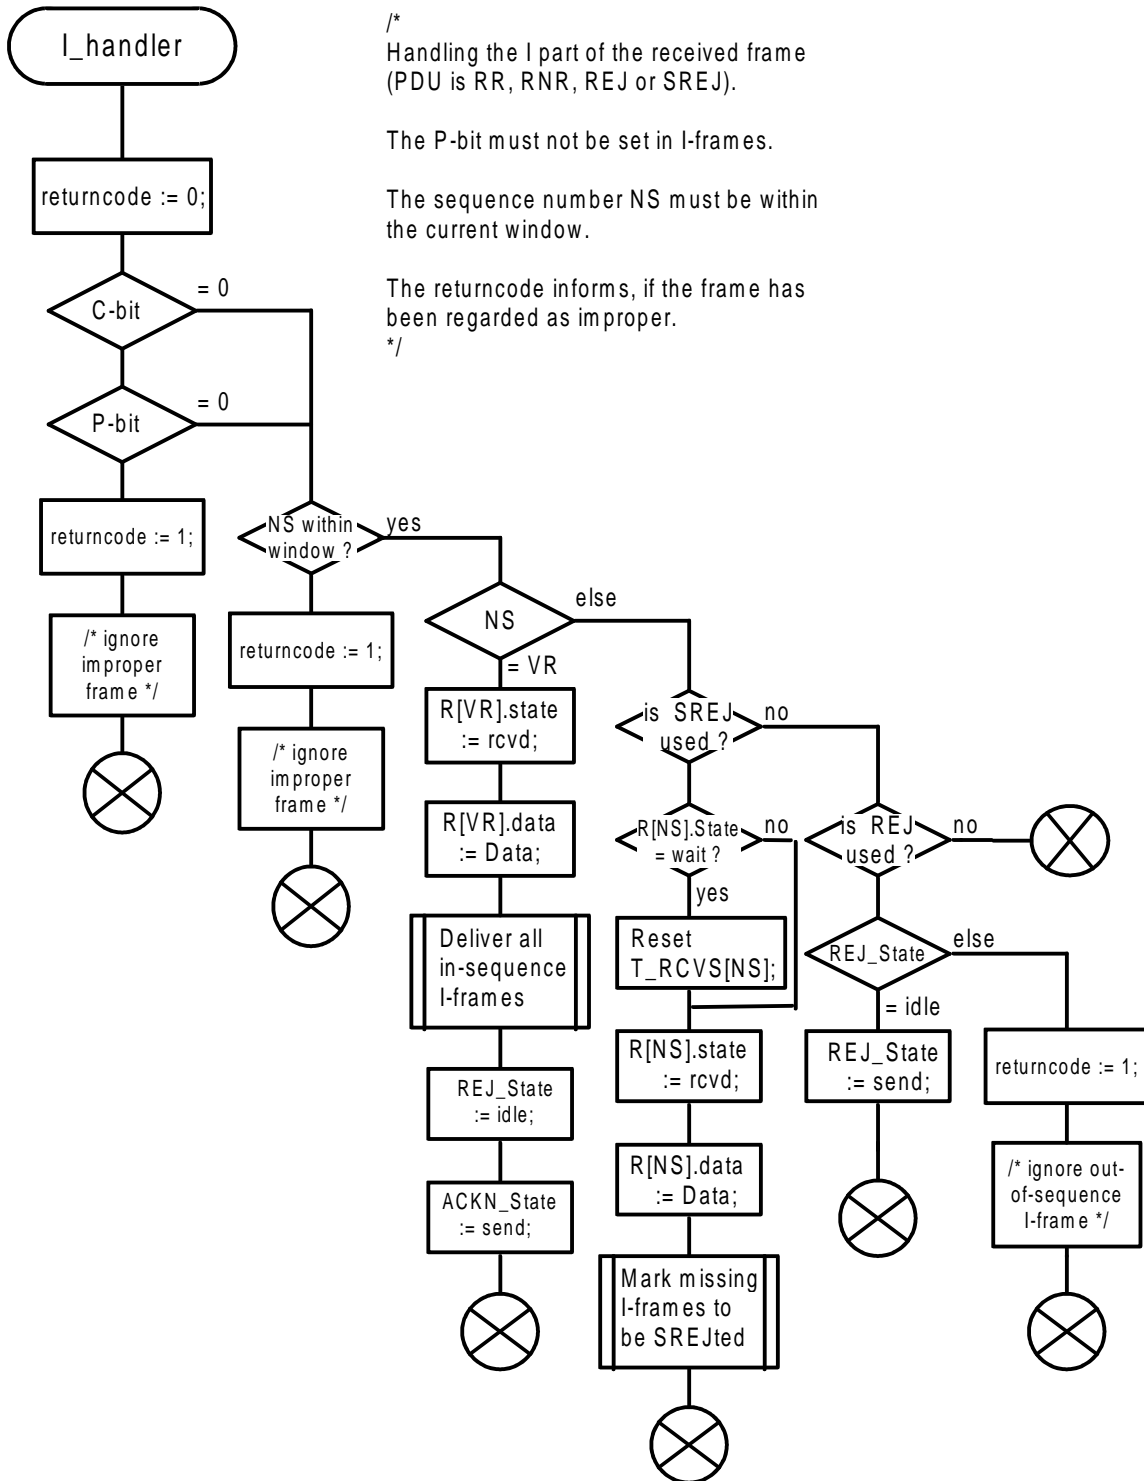 I_handler
/*
Handling the I part of the received frame
(PDU is RR, RNR, REJ or SREJ).
The P-bit must not be set in I-frames.
The sequence number NS must be within
the current window.
The returncode informs, if the frame has
been regarded as improper.
*/
returncode := 0;
C-bit
= 0
P-bit
= 0
returncode := 1;
/* ignore
improper
frame */
NS within
window ?
yes
returncode := 1;
/* ignore
improper
frame */
NS
else
= VR
R[VR].state
:= rcvd;
R[VR].data
:= Data;
Deliver all
in-sequence
I-frames
REJ_State
:= idle;
ACKN_State
:= send;
is SREJ
used ?
no
R[NS].State
= wait ?
no
yes
Reset
T_RCVS[NS];
R[NS].state
:= rcvd;
R[NS].data
:= Data;
Mark missing
I-frames to
be SREJted
is REJ
used ?
no
REJ_State
else
= idle
REJ_State
:= send;
returncode := 1;
/* ignore out-
of-sequence
I-frame */